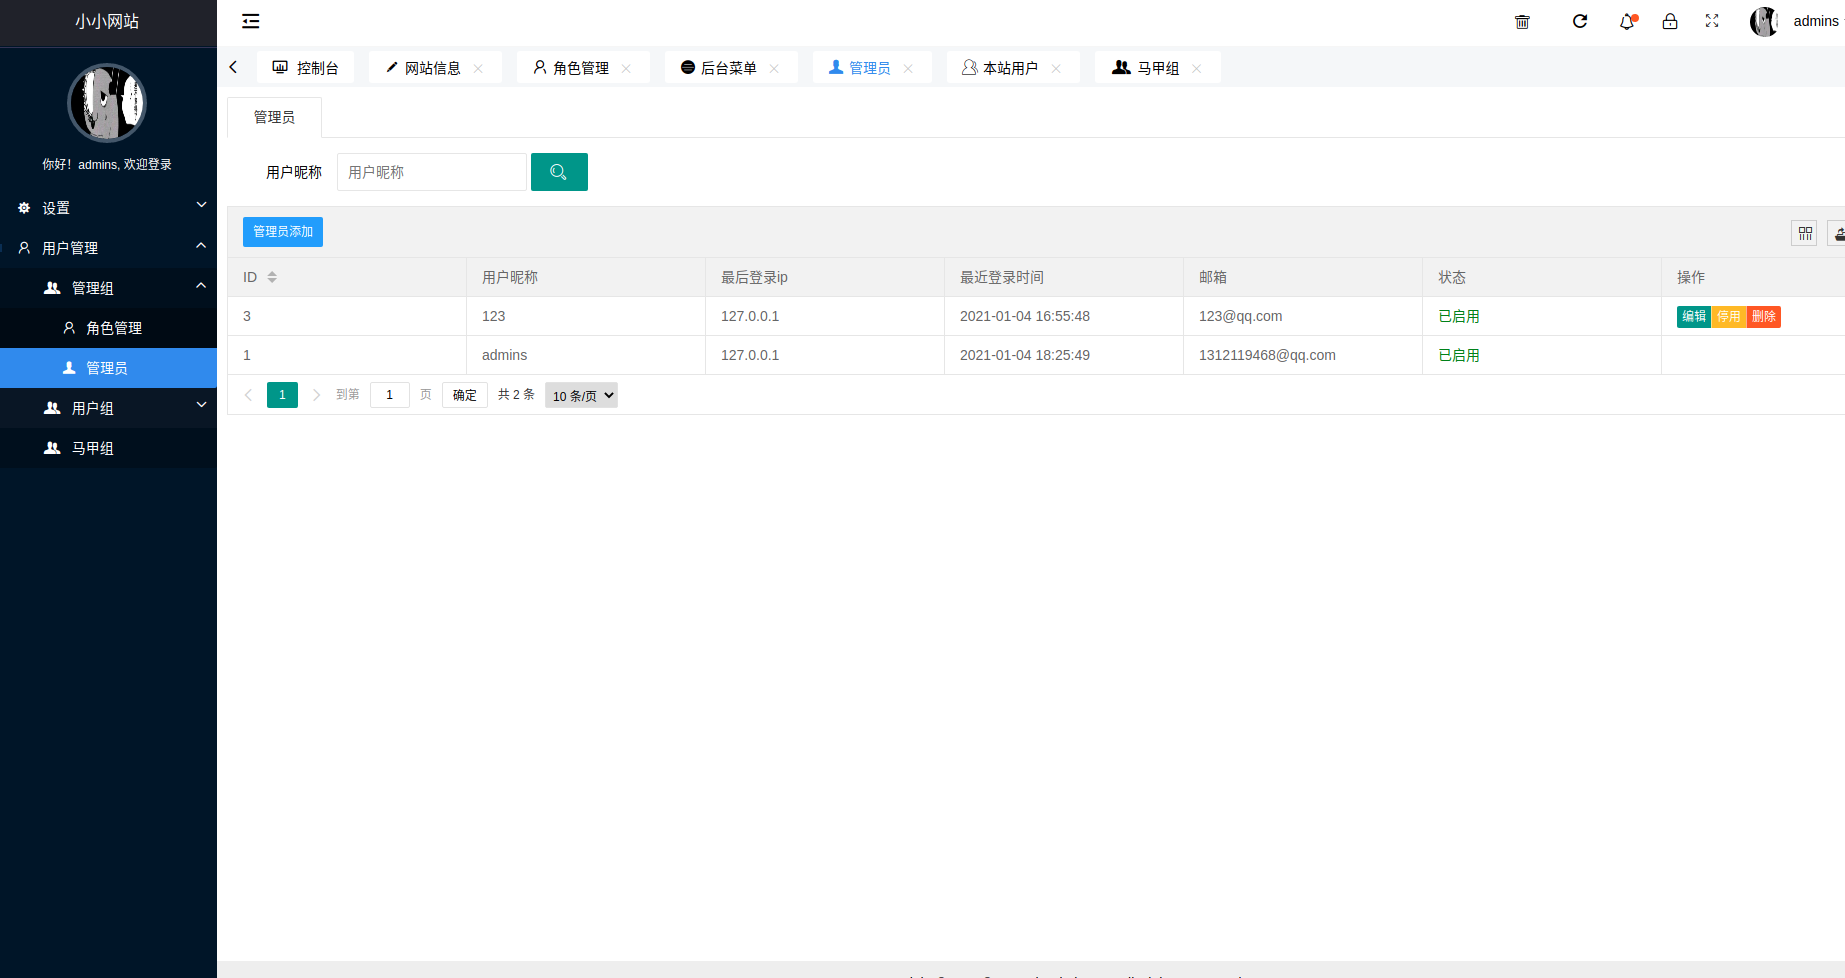 小小网站
admins
控制台 网站信息 角色管理 后台菜单 管理员 本站用户 马甲组
你好！admins, 欢迎登录
设置
用户管理
管理组
角色管理
管理员
用户组
马甲组
管理员
用户昵称 用户昵称
管理员添加
ID 用户昵称 最后登录ip 最近登录时间 邮箱 状态 操作
3 123 127.0.0.1 2021-01-04 16:55:48 123@qq.com 已启用 编辑 停用 删除
1 admins 127.0.0.1 2021-01-04 18:25:49 1312119468@qq.com 已启用
1 到第 1 页 确定 共 2 条 10 条/页